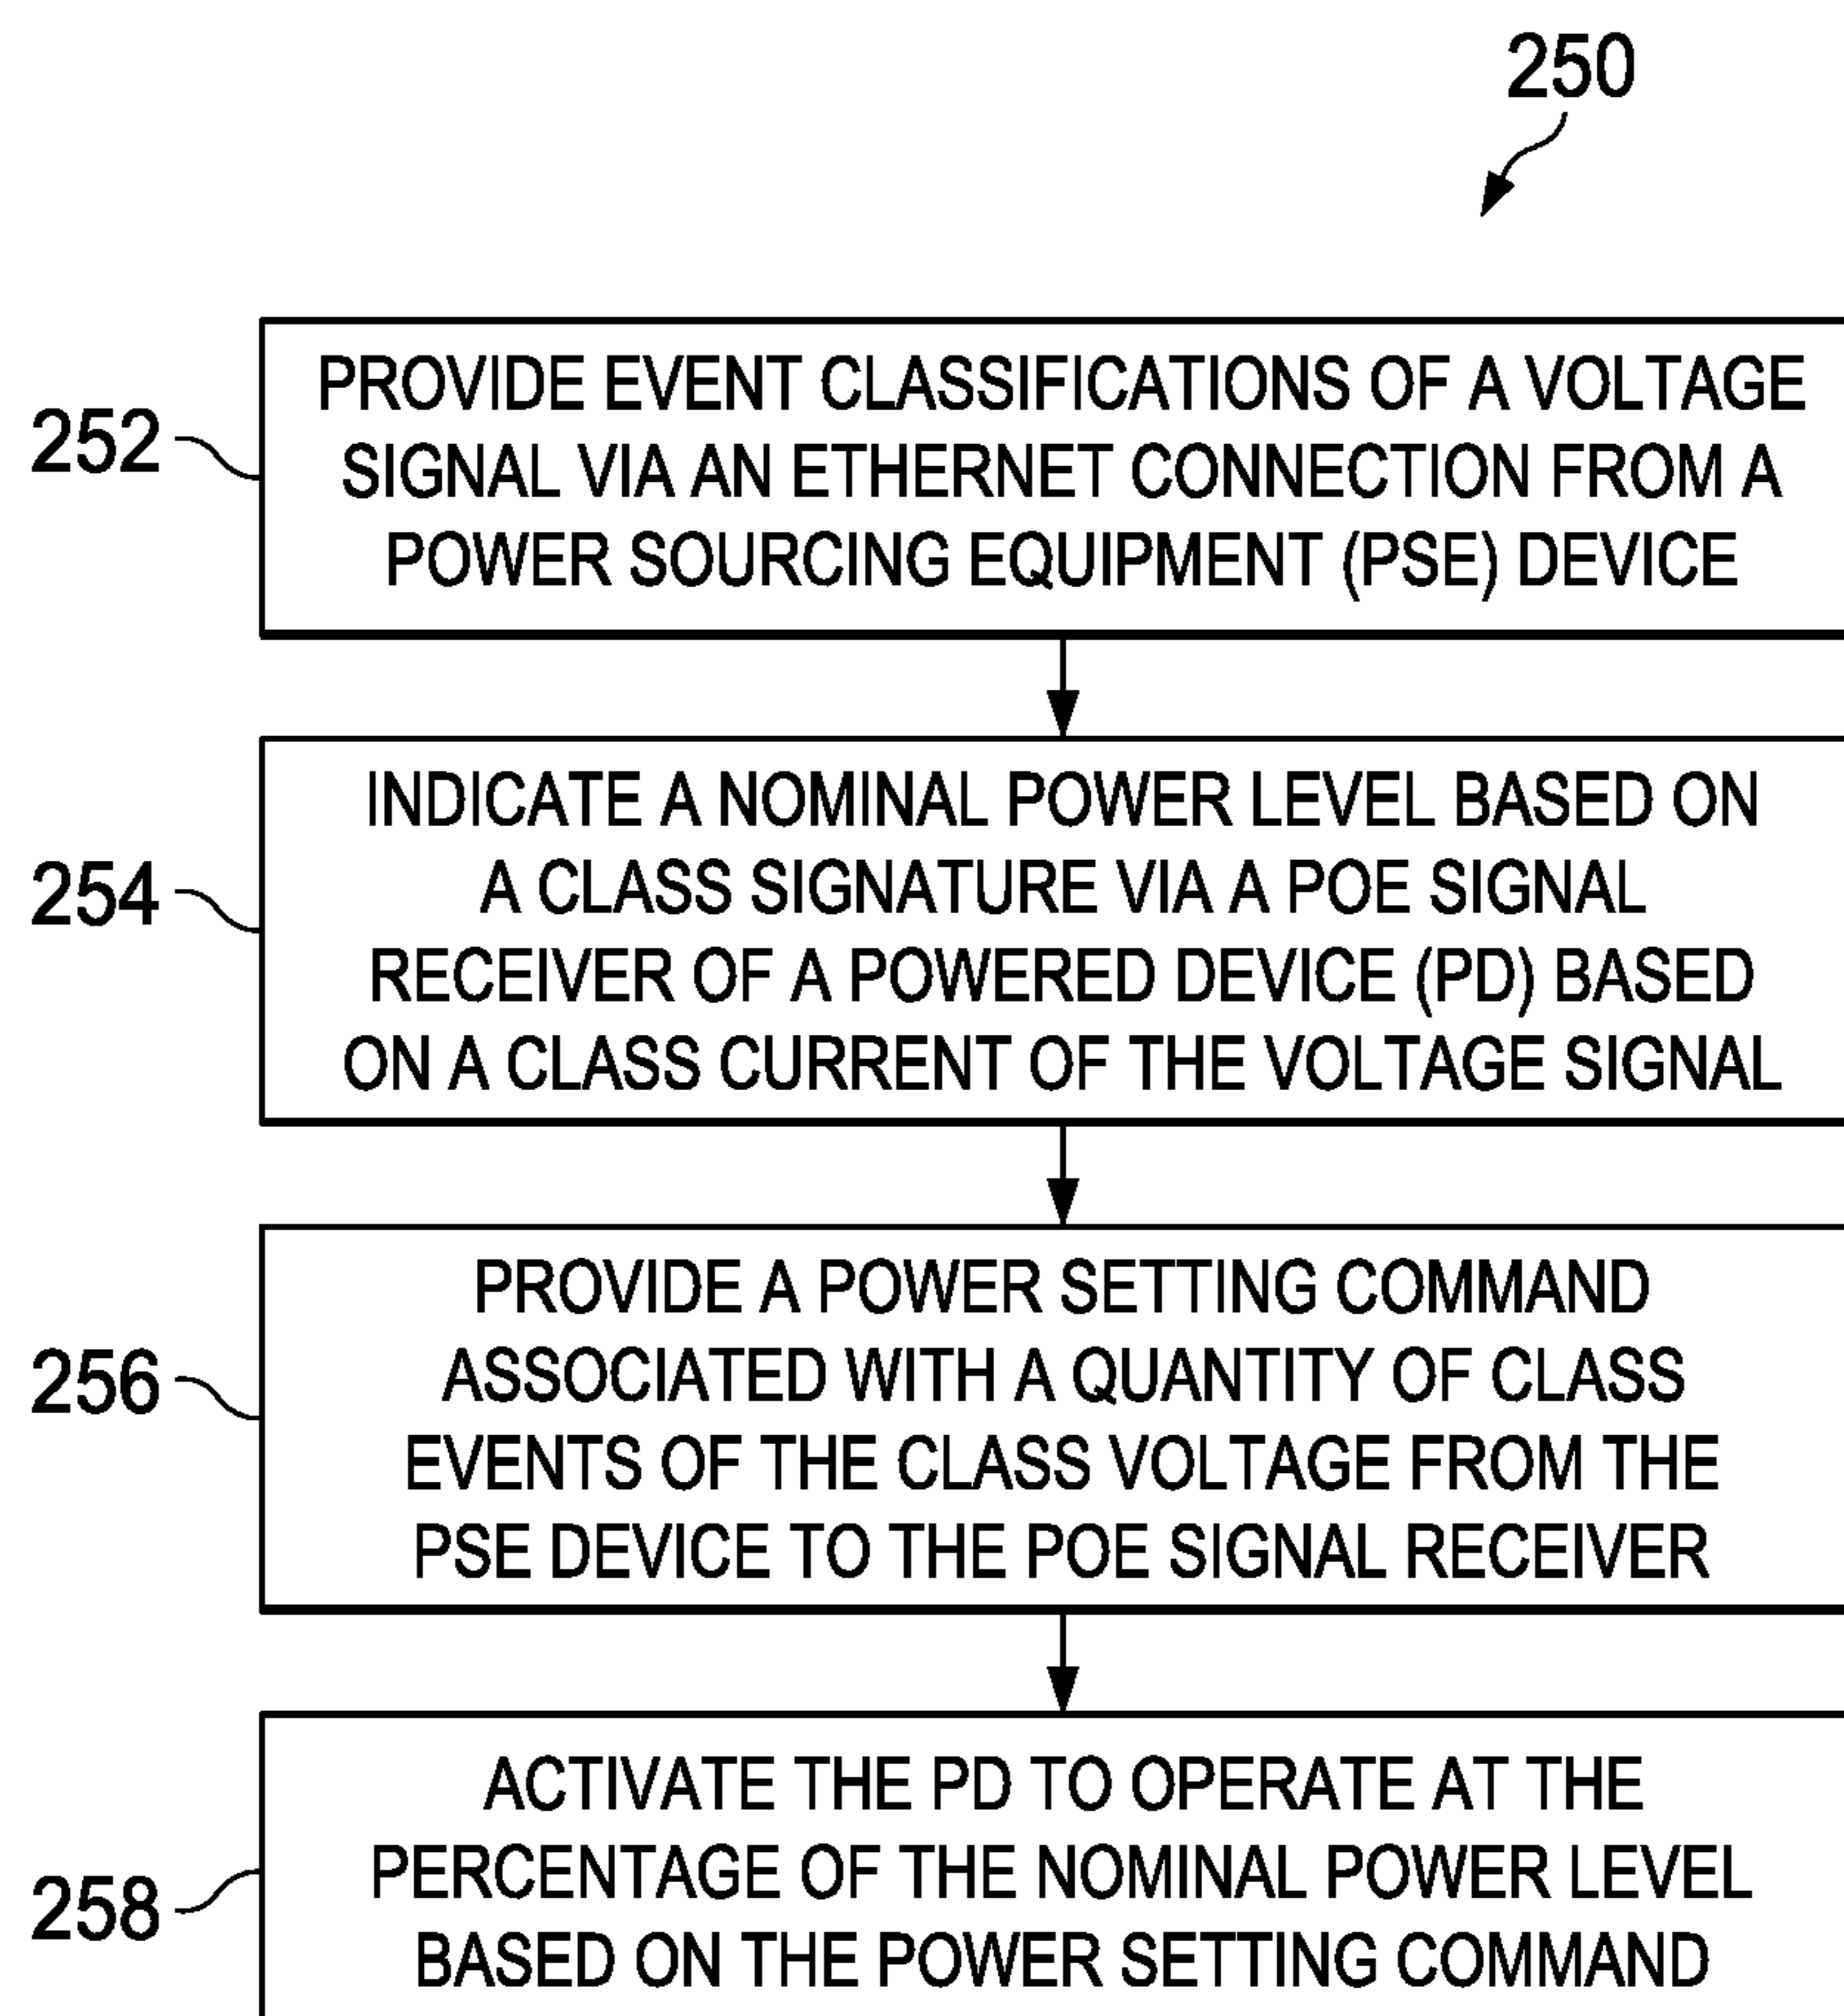 250
252
PROVIDE EVENT CLASSIFICATIONS OF A VOLTAGE
SIGNAL VIA AN ETHERNET CONNECTION FROM A
POWER SOURCING EQUIPMENT (PSE) DEVICE
254
INDICATE A NOMINAL POWER LEVEL BASED ON
A CLASS SIGNATURE VIA A POE SIGNAL
RECEIVER OF A POWERED DEVICE (PD) BASED
ON A CLASS CURRENT OF THE VOLTAGE SIGNAL
256
PROVIDE A POWER SETTING COMMAND
ASSOCIATED WITH A QUANTITY OF CLASS
EVENTS OF THE CLASS VOLTAGE FROM THE
PSE DEVICE TO THE POE SIGNAL RECEIVER
258
ACTIVATE THE PD TO OPERATE AT THE
PERCENTAGE OF THE NOMINAL POWER LEVEL
BASED ON THE POWER SETTING COMMAND